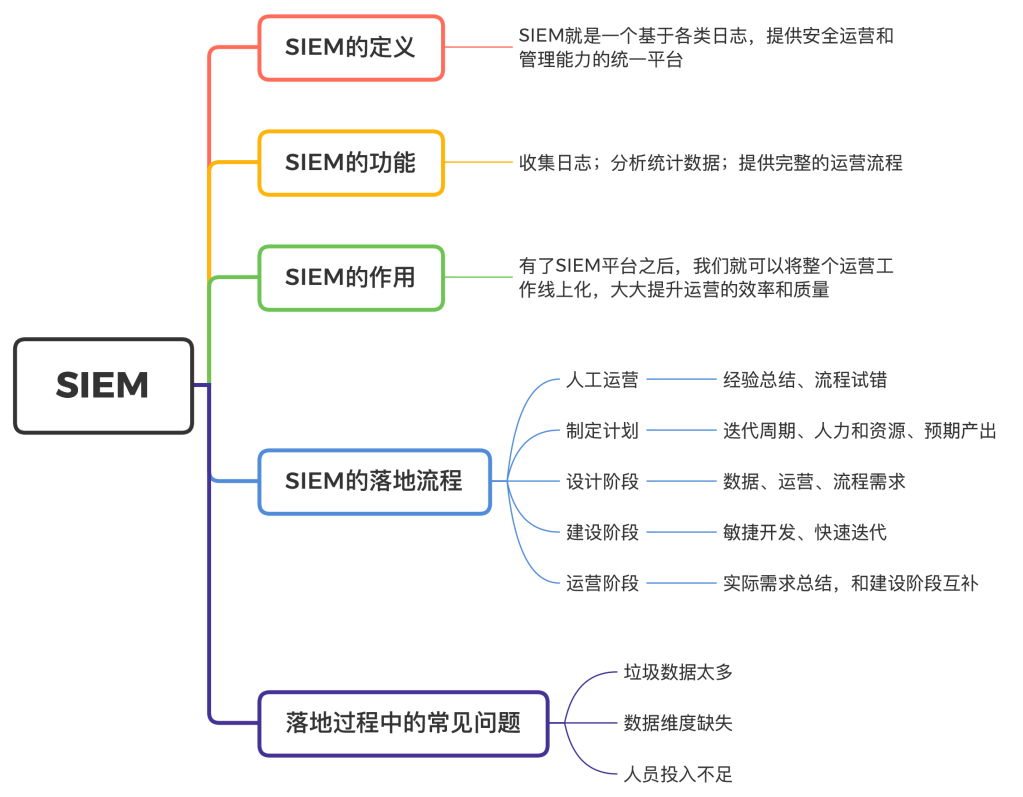 SIEM
SIEM的定义
SIEM就是一个基于各类日志，提供安全运营和
管理能力的统一平台
SIEM的功能
收集日志；分析统计数据；提供完整的运营流程
SIEM的作用
有了SIEM平台之后，我们就可以将整个运营工
作线上化，大大提升运营的效率和质量
SIEM的落地流程
人工运营
经验总结、流程试错
制定计划
迭代周期、人力和资源、预期产出
设计阶段
数据、运营、流程需求
建设阶段
敏捷开发、快速迭代
运营阶段
实际需求总结，和建设阶段互补
落地过程中的常见问题
垃圾数据太多
数据维度缺失
人员投入不足